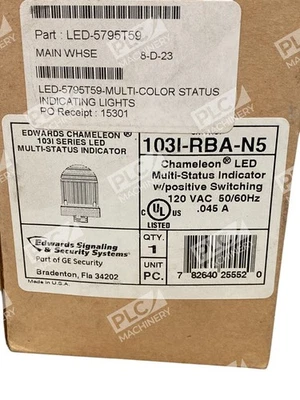 Part : LED-5795T59
MAIN WHSE 8-D-23
LED-5795T59-MULTI-COLOR STATUS
INDICATING LIGHTS
PO Receipt : 15301
EDWARDS CHAMELEON®
103I SERIES LED
MULTI-STATUS INDICATOR
103I-RBA-N5
Chameleon® LED
Multi-Status Indicator
w/positive Switching
120 VAC 50/60Hz
.045 A
C UL US
LISTED
Edwards Signaling
& Security Systems
Part of GE Security
Bradenton, Fla 34202
Made in U.S.A.
QTY.
1
UNIT
PC.
7 82640 25552 0
PLC
MACHINERY